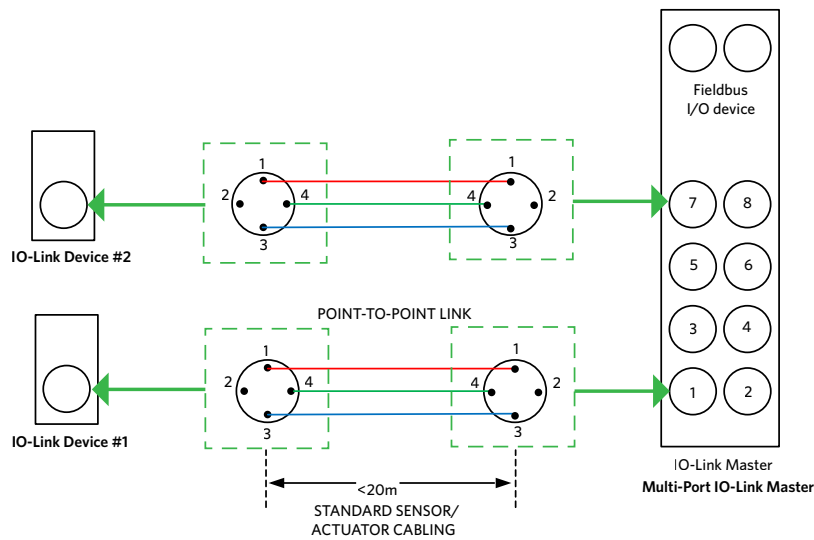 Fieldbus
I/O device
1
2
4
3
1
4
2
3
7
8
IO-Link Device #2
5
6
POINT-TO-POINT LINK
3
4
1
2
4
3
1
4
2
3
1
2
IO-Link Device #1
IO-Link Master
Multi-Port IO-Link Master
<20m
STANDARD SENSOR/
ACTUATOR CABLING